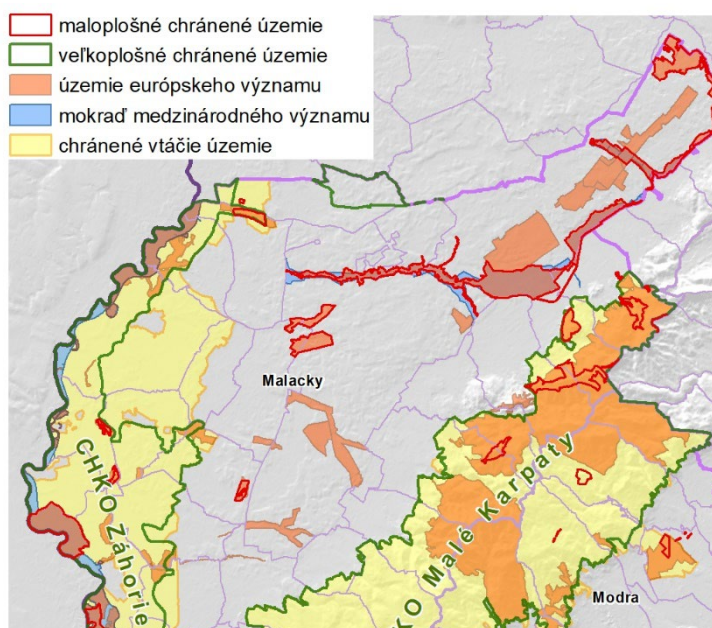 maloplošné chránené územie
veľkoplošné chránené územie
územie európskeho významu
mokraď medzinárodného významu
chránené vtáčie územie
Malacky
CHKO Záhorie
KO Malé Karpaty
Modra